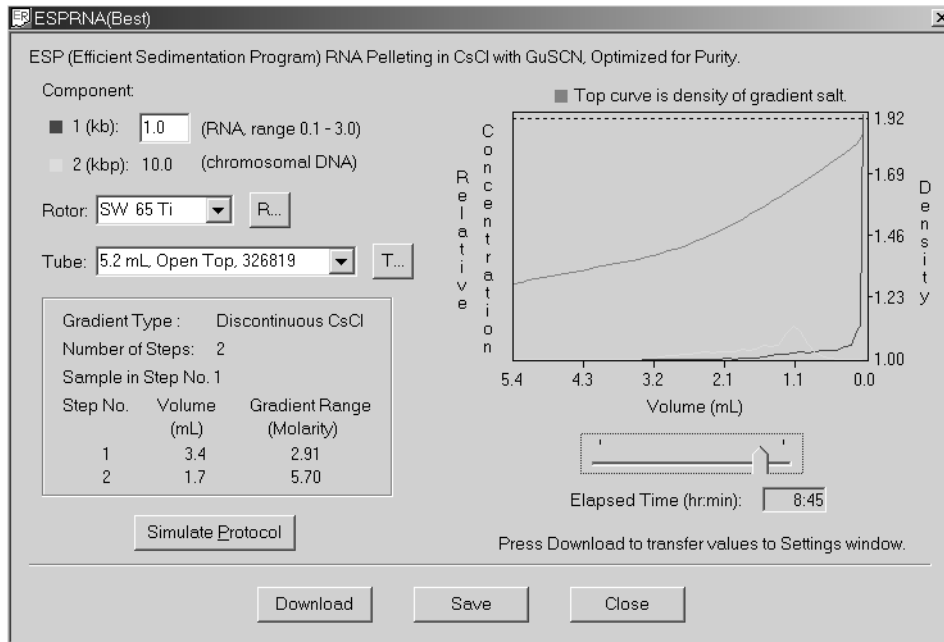 ER ESPRNA(Best)
ESP (Efficient Sedimentation Program) RNA Pelleting in CsCl with GuSCN, Optimized for Purity.
Component:
1 (kb): 1.0 (RNA, range 0.1 - 3.0)
2 (kbp): 10.0 (chromosomal DNA)
Rotor: SW 65 Ti R...
Tube: 5.2 mL, Open Top, 326819 T...
Gradient Type : Discontinuous CsCl
Number of Steps: 2
Sample in Step No. 1
Step No. Volume Gradient Range
(mL) (Molarity)
1 3.4 2.91
2 1.7 5.70
Simulate Protocol
Top curve is density of gradient salt.
Relative
Concentration
1.92
1.69
1.46
1.23
1.00
Density
5.4 4.3 3.2 2.1 1.1 0.0
Volume (mL)
Elapsed Time (hr:min): 8:45
Press Download to transfer values to Settings window.
Download Save Close